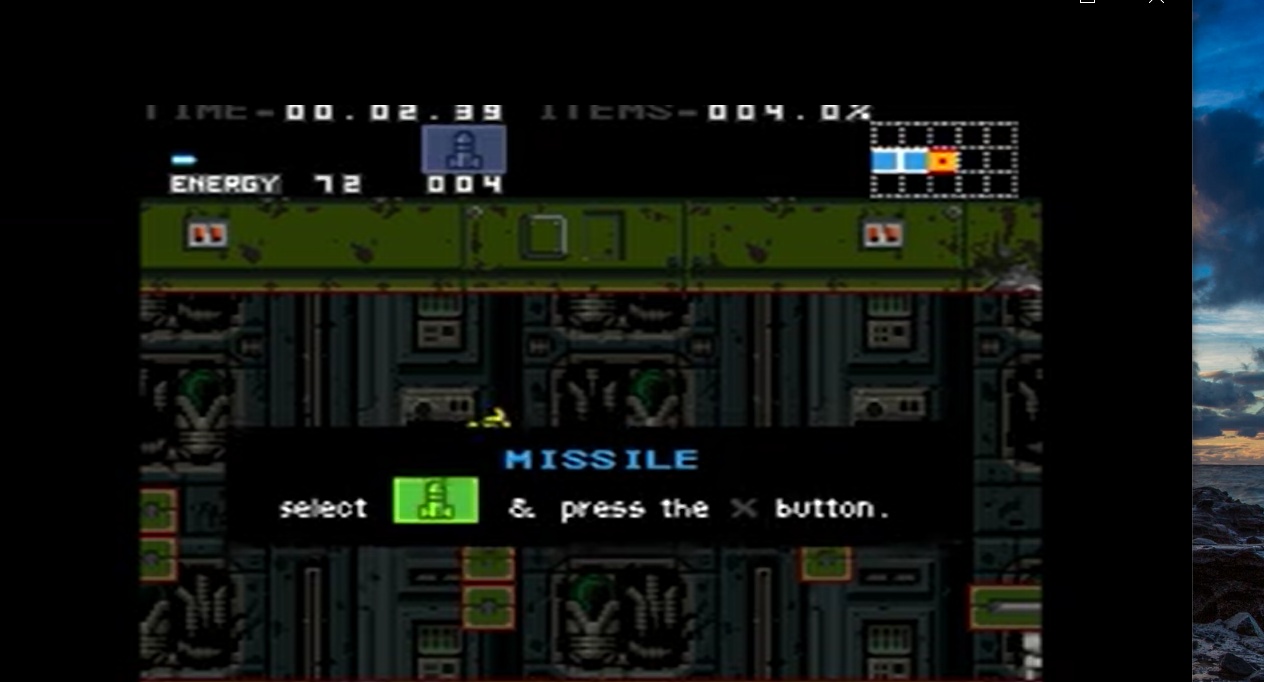 TIME-00.02.39 ITEMS-004.0%
ENERGY 72 004
MISSILE
select & press the X button.